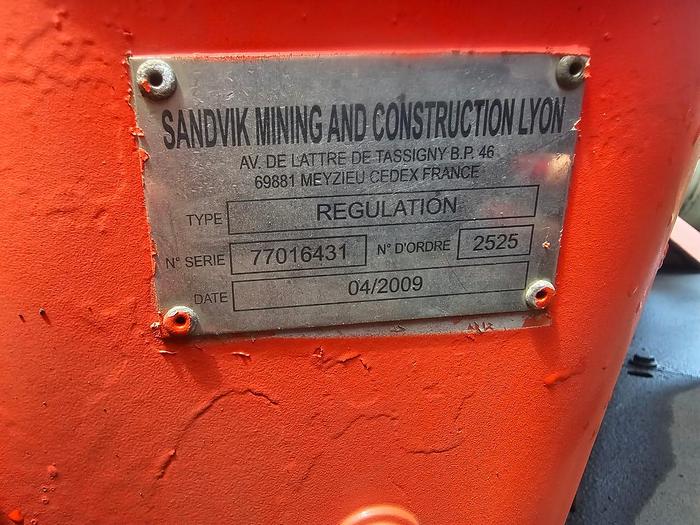 SANDVIK MINING AND CONSTRUCTION LYON
AV. DE LATTRE DE TASSIGNY B.P. 46
69881 MEYZIEU CEDEX FRANCE
TYPE REGULATION
N° SERIE 77016431 N° D'ORDRE 2525
DATE 04/2009